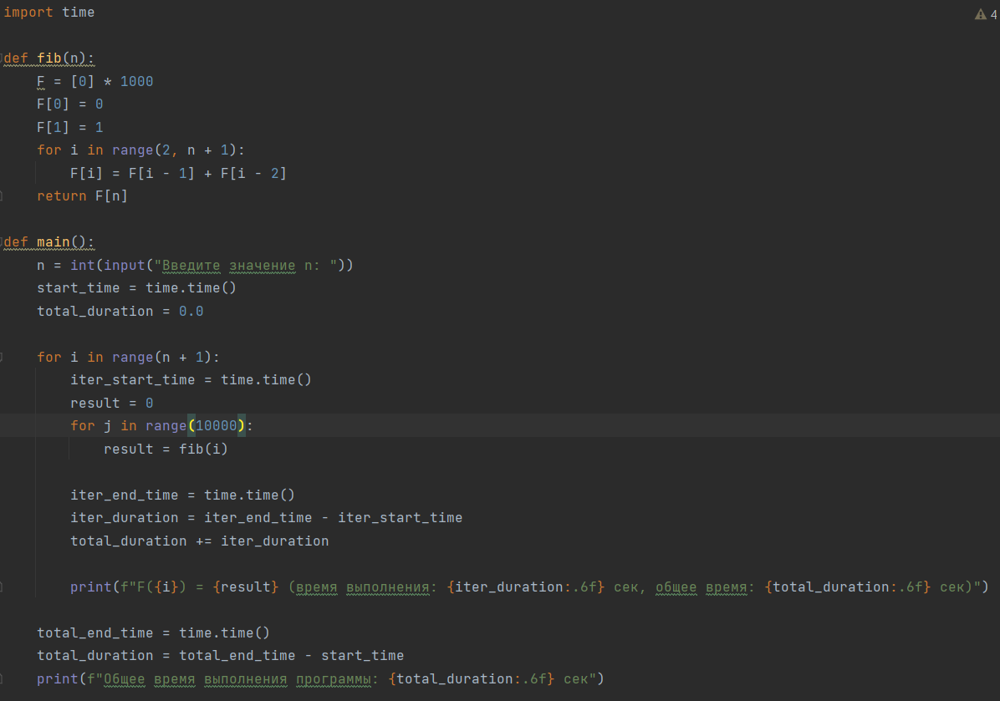 import time
4
def fib(n):
    F = [0] * 1000
    F[0] = 0
    F[1] = 1
    for i in range(2, n + 1):
        F[i] = F[i - 1] + F[i - 2]
    return F[n]
def main():
    n = int(input("Введите значение n: "))
    start_time = time.time()
    total_duration = 0.0
    for i in range(n + 1):
        iter_start_time = time.time()
        result = 0
        for j in range(10000):
            result = fib(i)
        iter_end_time = time.time()
        iter_duration = iter_end_time - iter_start_time
        total_duration += iter_duration
        print(f"F({i}) = {result} (время выполнения: {iter_duration:.6f} сек, общее время: {total_duration:.6f} сек)")
    total_end_time = time.time()
    total_duration = total_end_time - start_time
    print(f"Общее время выполнения программы: {total_duration:.6f} сек")